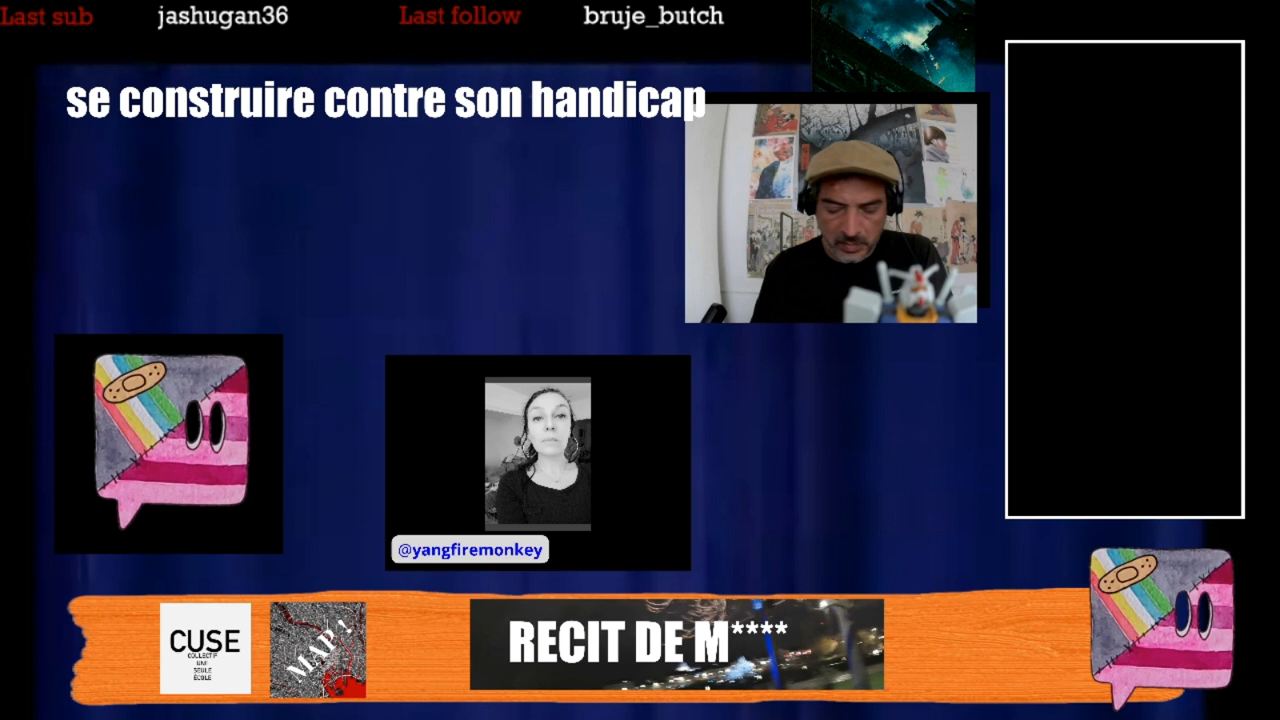 Last sub jashugan36 Last follow bruje_butch
se construire contre son handicap
@yangfiremonkey
CUSE
COLLECTIF
UNE
SEULE
ÉCOLE
MAP !
RECIT DE M****